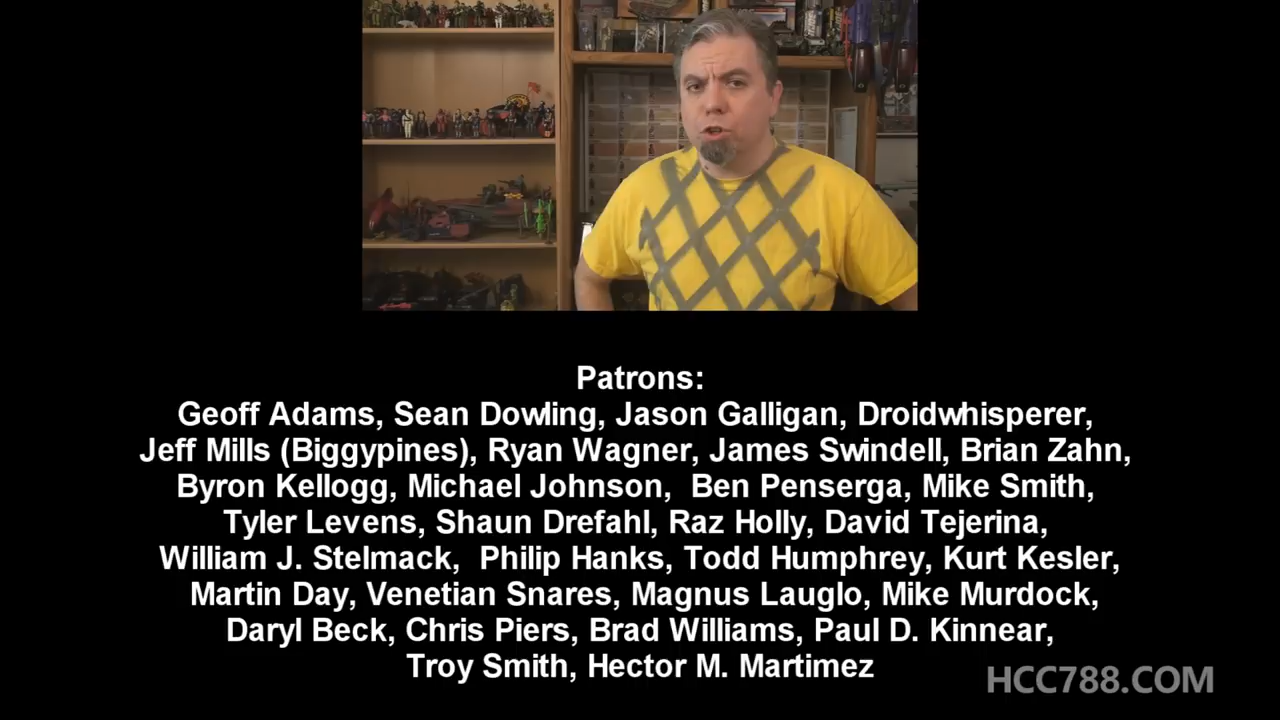 Patrons:
Geoff Adams, Sean Dowling, Jason Galligan, Droidwhisperer,
Jeff Mills (Biggypines), Ryan Wagner, James Swindell, Brian Zahn,
Byron Kellogg, Michael Johnson,  Ben Penserga, Mike Smith,
Tyler Levens, Shaun Drefahl, Raz Holly, David Tejerina,
William J. Stelmack,  Philip Hanks, Todd Humphrey, Kurt Kesler,
Martin Day, Venetian Snares, Magnus Lauglo, Mike Murdock,
Daryl Beck, Chris Piers, Brad Williams, Paul D. Kinnear,
Troy Smith, Hector M. Martimez
HCC788.COM